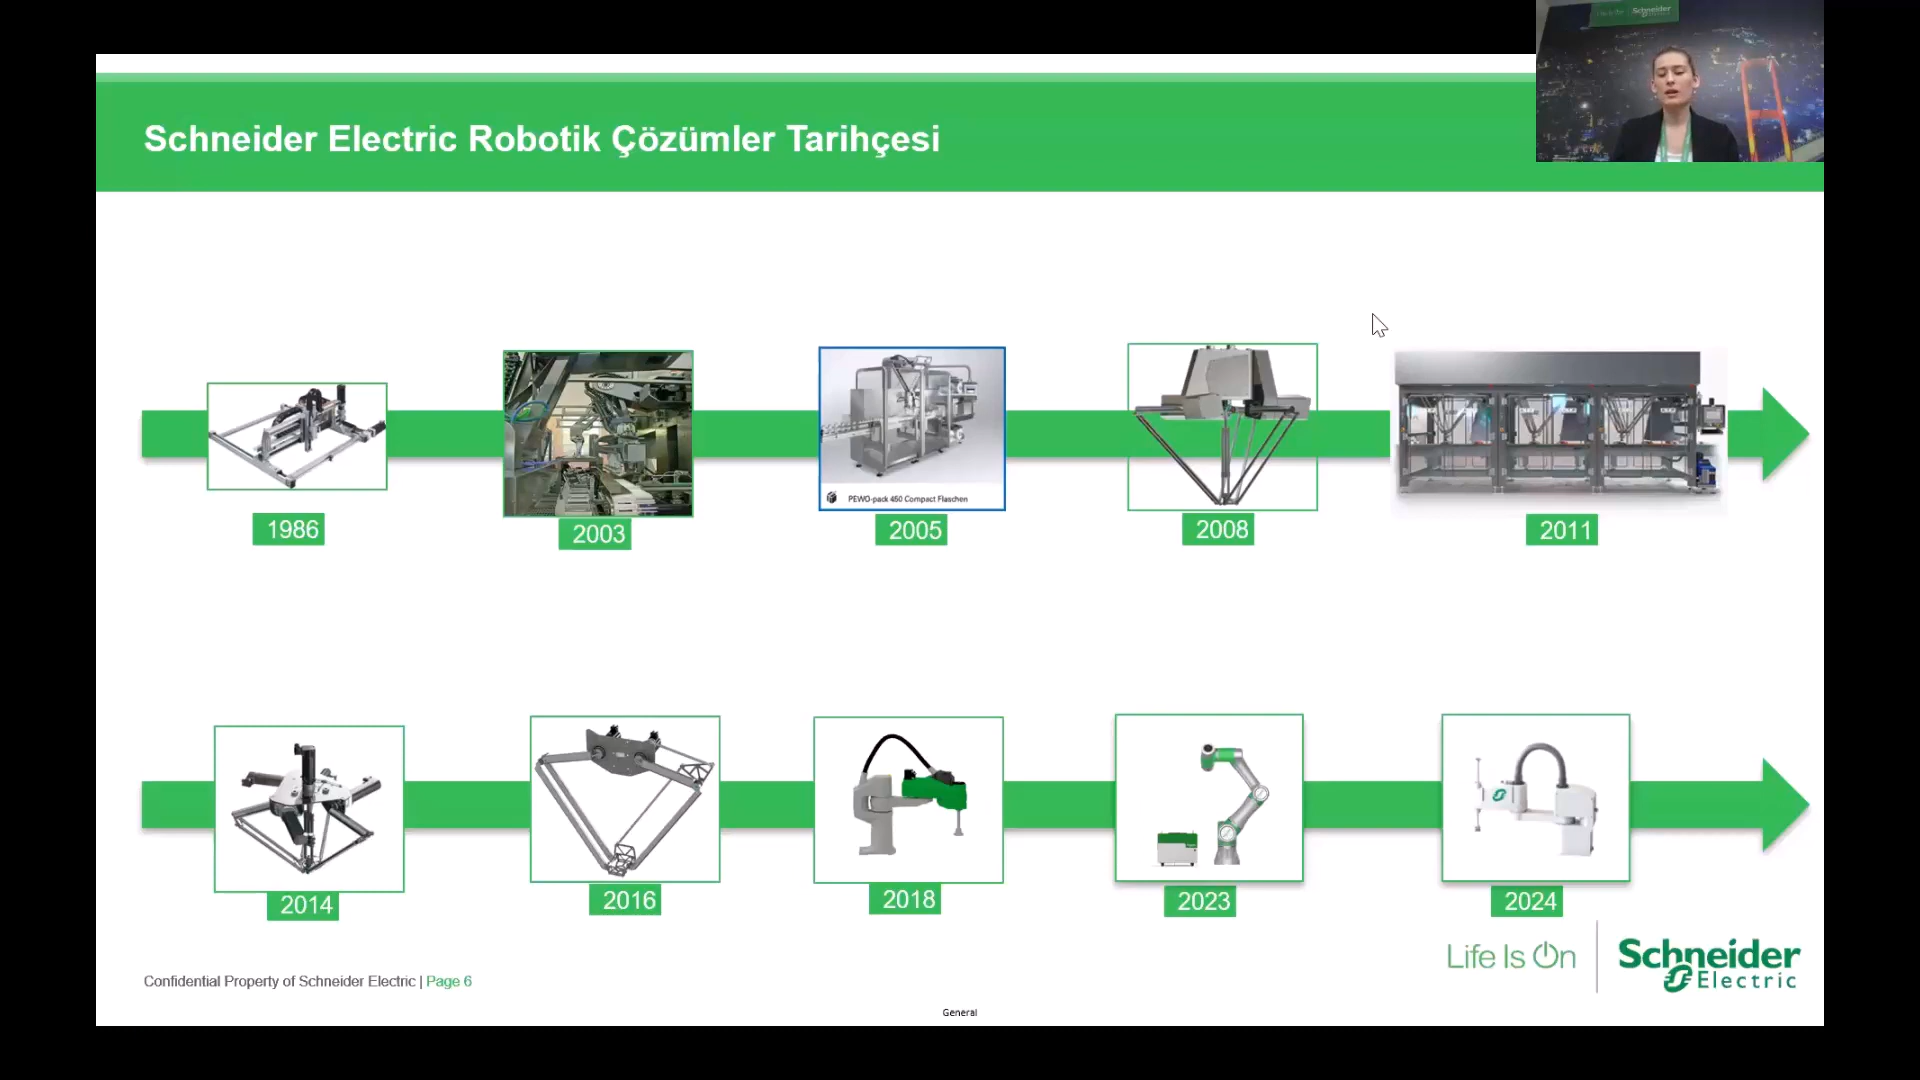 Schneider
Schneider Electric Robotik Çözümler Tarihçesi
PEWO-pack 450 Compact Flaschen
1986
2003
2005
2008
2011
2014
2016
2018
2023
2024
Life Is On
Schneider
Electric
Confidential Property of Schneider Electric | Page 6
General